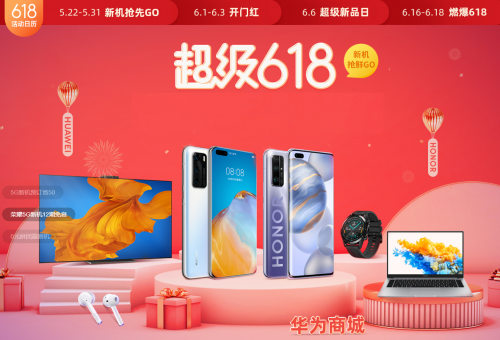 618
活动日历
5.22-5.31 新机抢先GO
6.1-6.3 开门红
6.6 超级新品日
6.16-6.18 燃爆618
超级618
新机
抢鲜GO
HUAWEI
HONOR
荣耀5G新机12期免息
HONOR
华为商城